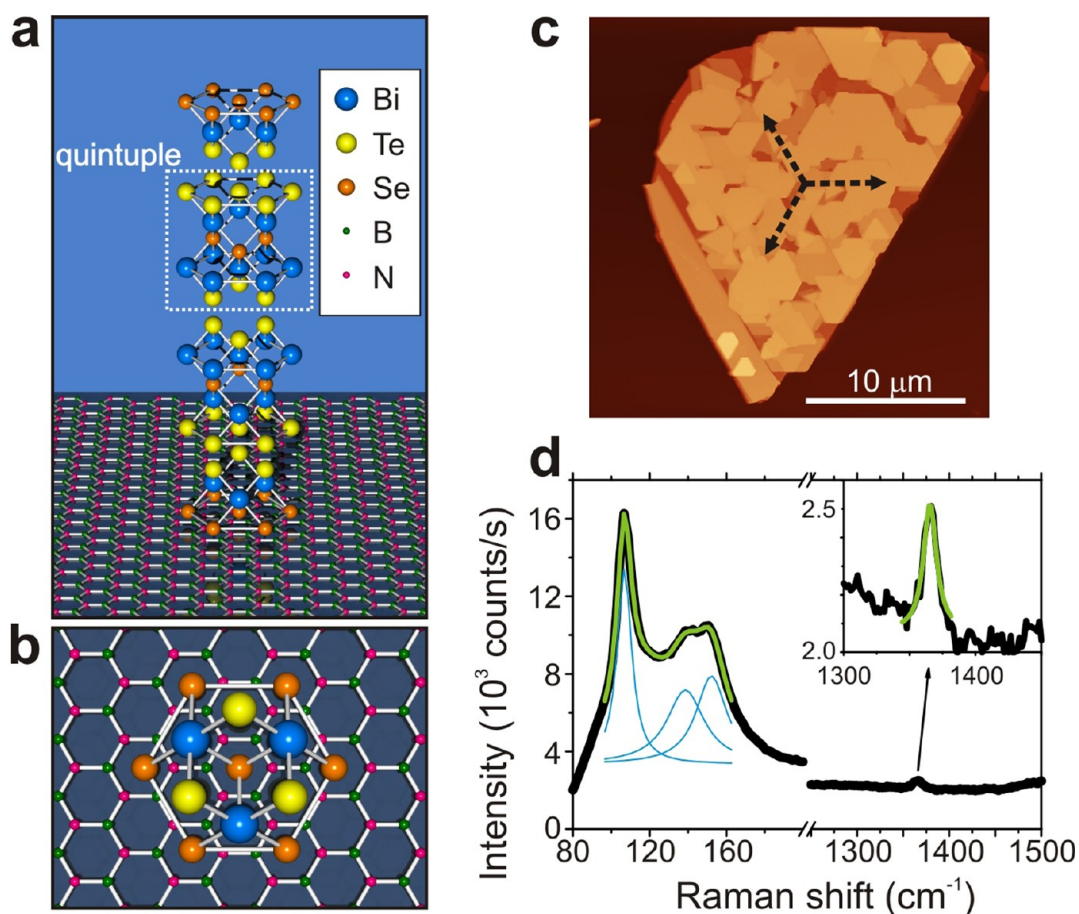 a
quintuple
Bi
Te
Se
B
N
b
c
10 μm
d
Intensity (10³ counts/s)
16
12
8
4
0
80 120 160 1300 1400 1500
Raman shift (cm⁻¹)
2.5
2.0
1300 1400